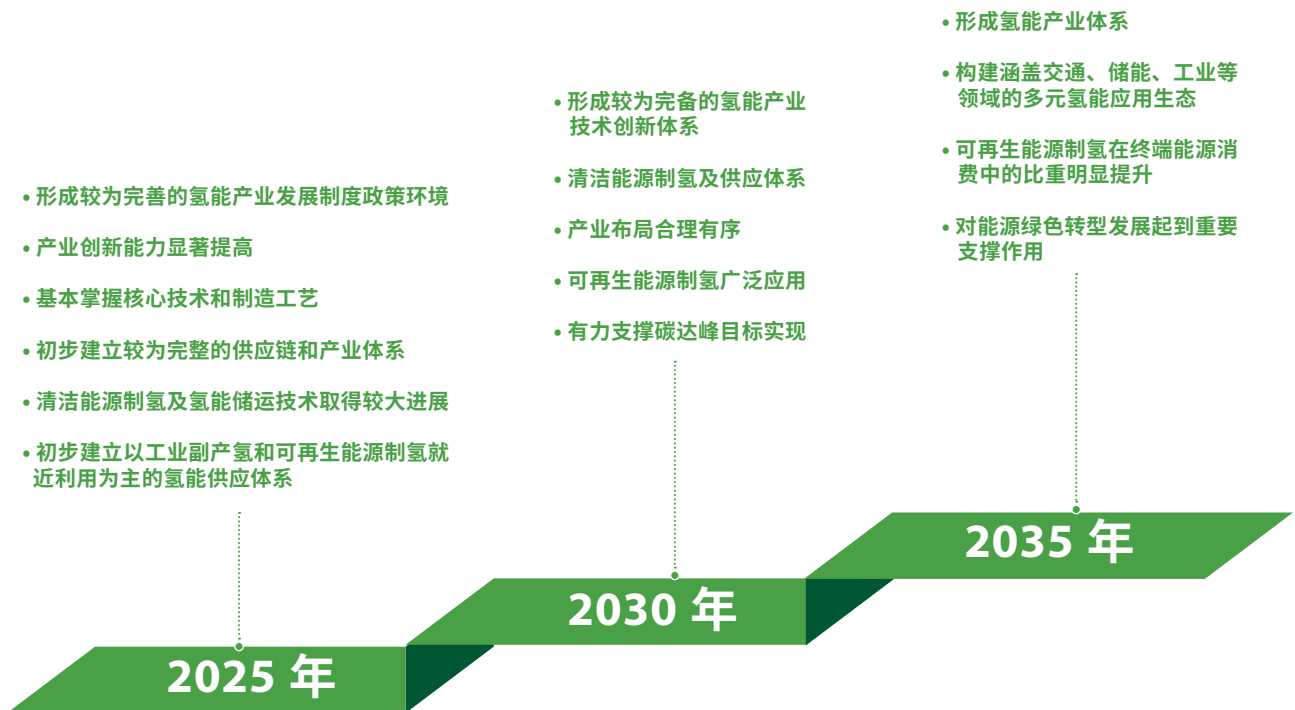 • 形成较为完善的氢能产业发展制度政策环境
• 产业创新能力显著提高
• 基本掌握核心技术和制造工艺
• 初步建立较为完整的供应链和产业体系
• 清洁能源制氢及氢能储运技术取得较大进展
• 初步建立以工业副产氢和可再生能源制氢就
近利用为主的氢能供应体系
2025 年
• 形成较为完备的氢能产业
技术创新体系
• 清洁能源制氢及供应体系
• 产业布局合理有序
• 可再生能源制氢广泛应用
• 有力支撑碳达峰目标实现
2030 年
• 形成氢能产业体系
• 构建涵盖交通、储能、工业等
领域的多元氢能应用生态
• 可再生能源制氢在终端能源消
费中的比重明显提升
• 对能源绿色转型发展起到重要
支撑作用
2035 年